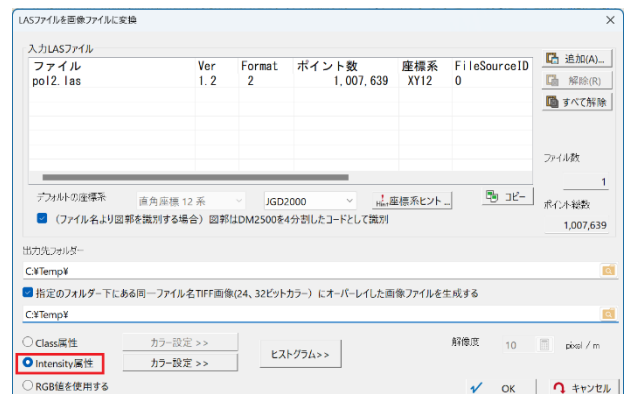 LASファイルを画像ファイルに変換
入力LASファイル
ファイル Ver Format ポイント数 座標系 FileSourceID
pol2.las 1.2 2 1,007,639 XY12 0
追加(A)...
解除(R)
すべて解除
ファイル数
1
デフォルトの座標系 直角座標 12 系 JGD2000 Hint 座標系ヒント ... コピー
ポイント総数
(ファイル名より図郭を識別する場合) 図郭はDM2500を4分割したコードとして識別
1,007,639
出力先フォルダー
C:¥Temp¥
指定のフォルダー下にある同一ファイル名TIFF画像(24、32ビットカラー) にオーバーレイした画像ファイルを生成する
C:¥Temp¥
Class属性 カラー設定 >> ヒストグラム>> 解像度 10 pixel / m
Intensity属性 カラー設定 >>
RGB値を使用する OK キャンセル